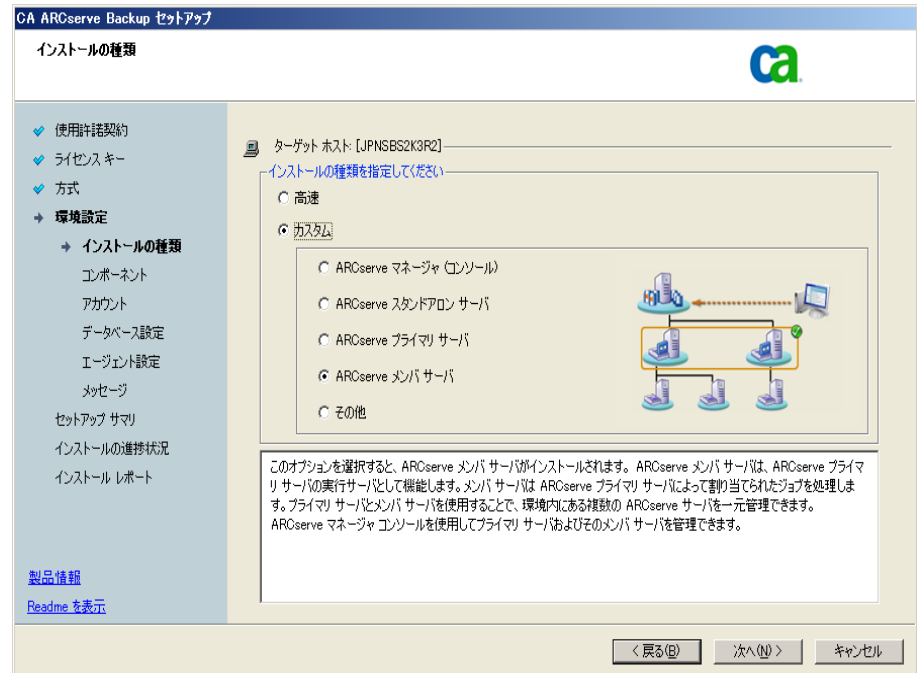 CA ARCserve Backup セットアップ
インストールの種類
ca
使用許諾契約
ライセンス キー
方式
環境設定
インストールの種類
コンポーネント
アカウント
データベース設定
エージェント設定
メッセージ
セットアップ サマリ
インストールの進捗状況
インストール レポート
製品情報
Readme を表示
ターゲット ホスト: [JPNSBS2K3R2]
インストールの種類を指定してください
高速
カスタム
ARCserve マネージャ (コンソール)
ARCserve スタンドアロン サーバ
ARCserve プライマリ サーバ
ARCserve メンバ サーバ
その他
このオプションを選択すると、ARCserve メンバ サーバがインストールされます。 ARCserve メンバ サーバは、ARCserve プライマ
リ サーバの実行サーバとして機能します。メンバ サーバは ARCserve プライマリ サーバによって割り当てられたジョブを処理しま
す。プライマリ サーバとメンバ サーバを使用することで、環境内にある複数の ARCserve サーバを一元管理できます。
ARCserve マネージャ コンソールを使用してプライマリ サーバおよびそのメンバ サーバを管理できます。
< 戻る(B)
次へ(N) >
キャンセル